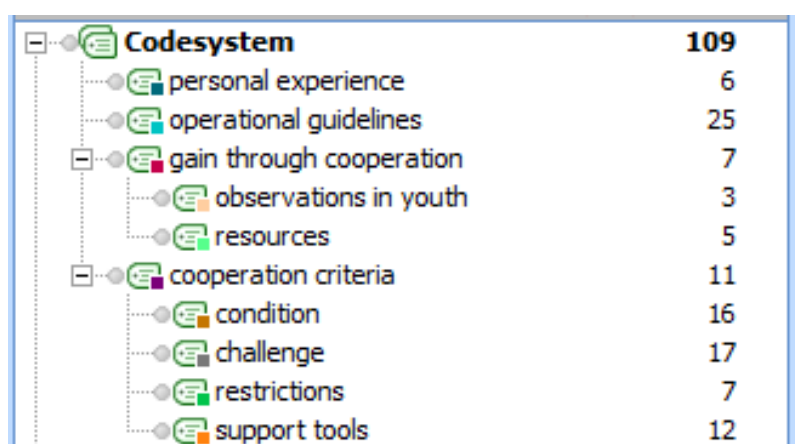 Codesystem 109
personal experience 6
operational guidelines 25
gain through cooperation 7
observations in youth 3
resources 5
cooperation criteria 11
condition 16
challenge 17
restrictions 7
support tools 12